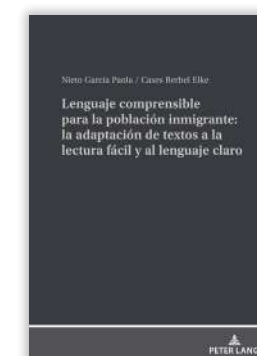 Nieto García Paola / Cases Berbel Elke
Lenguaje comprensible
para la población inmigrante:
la adaptación de textos a la
lectura fácil y al lenguaje claro
PETER LANG